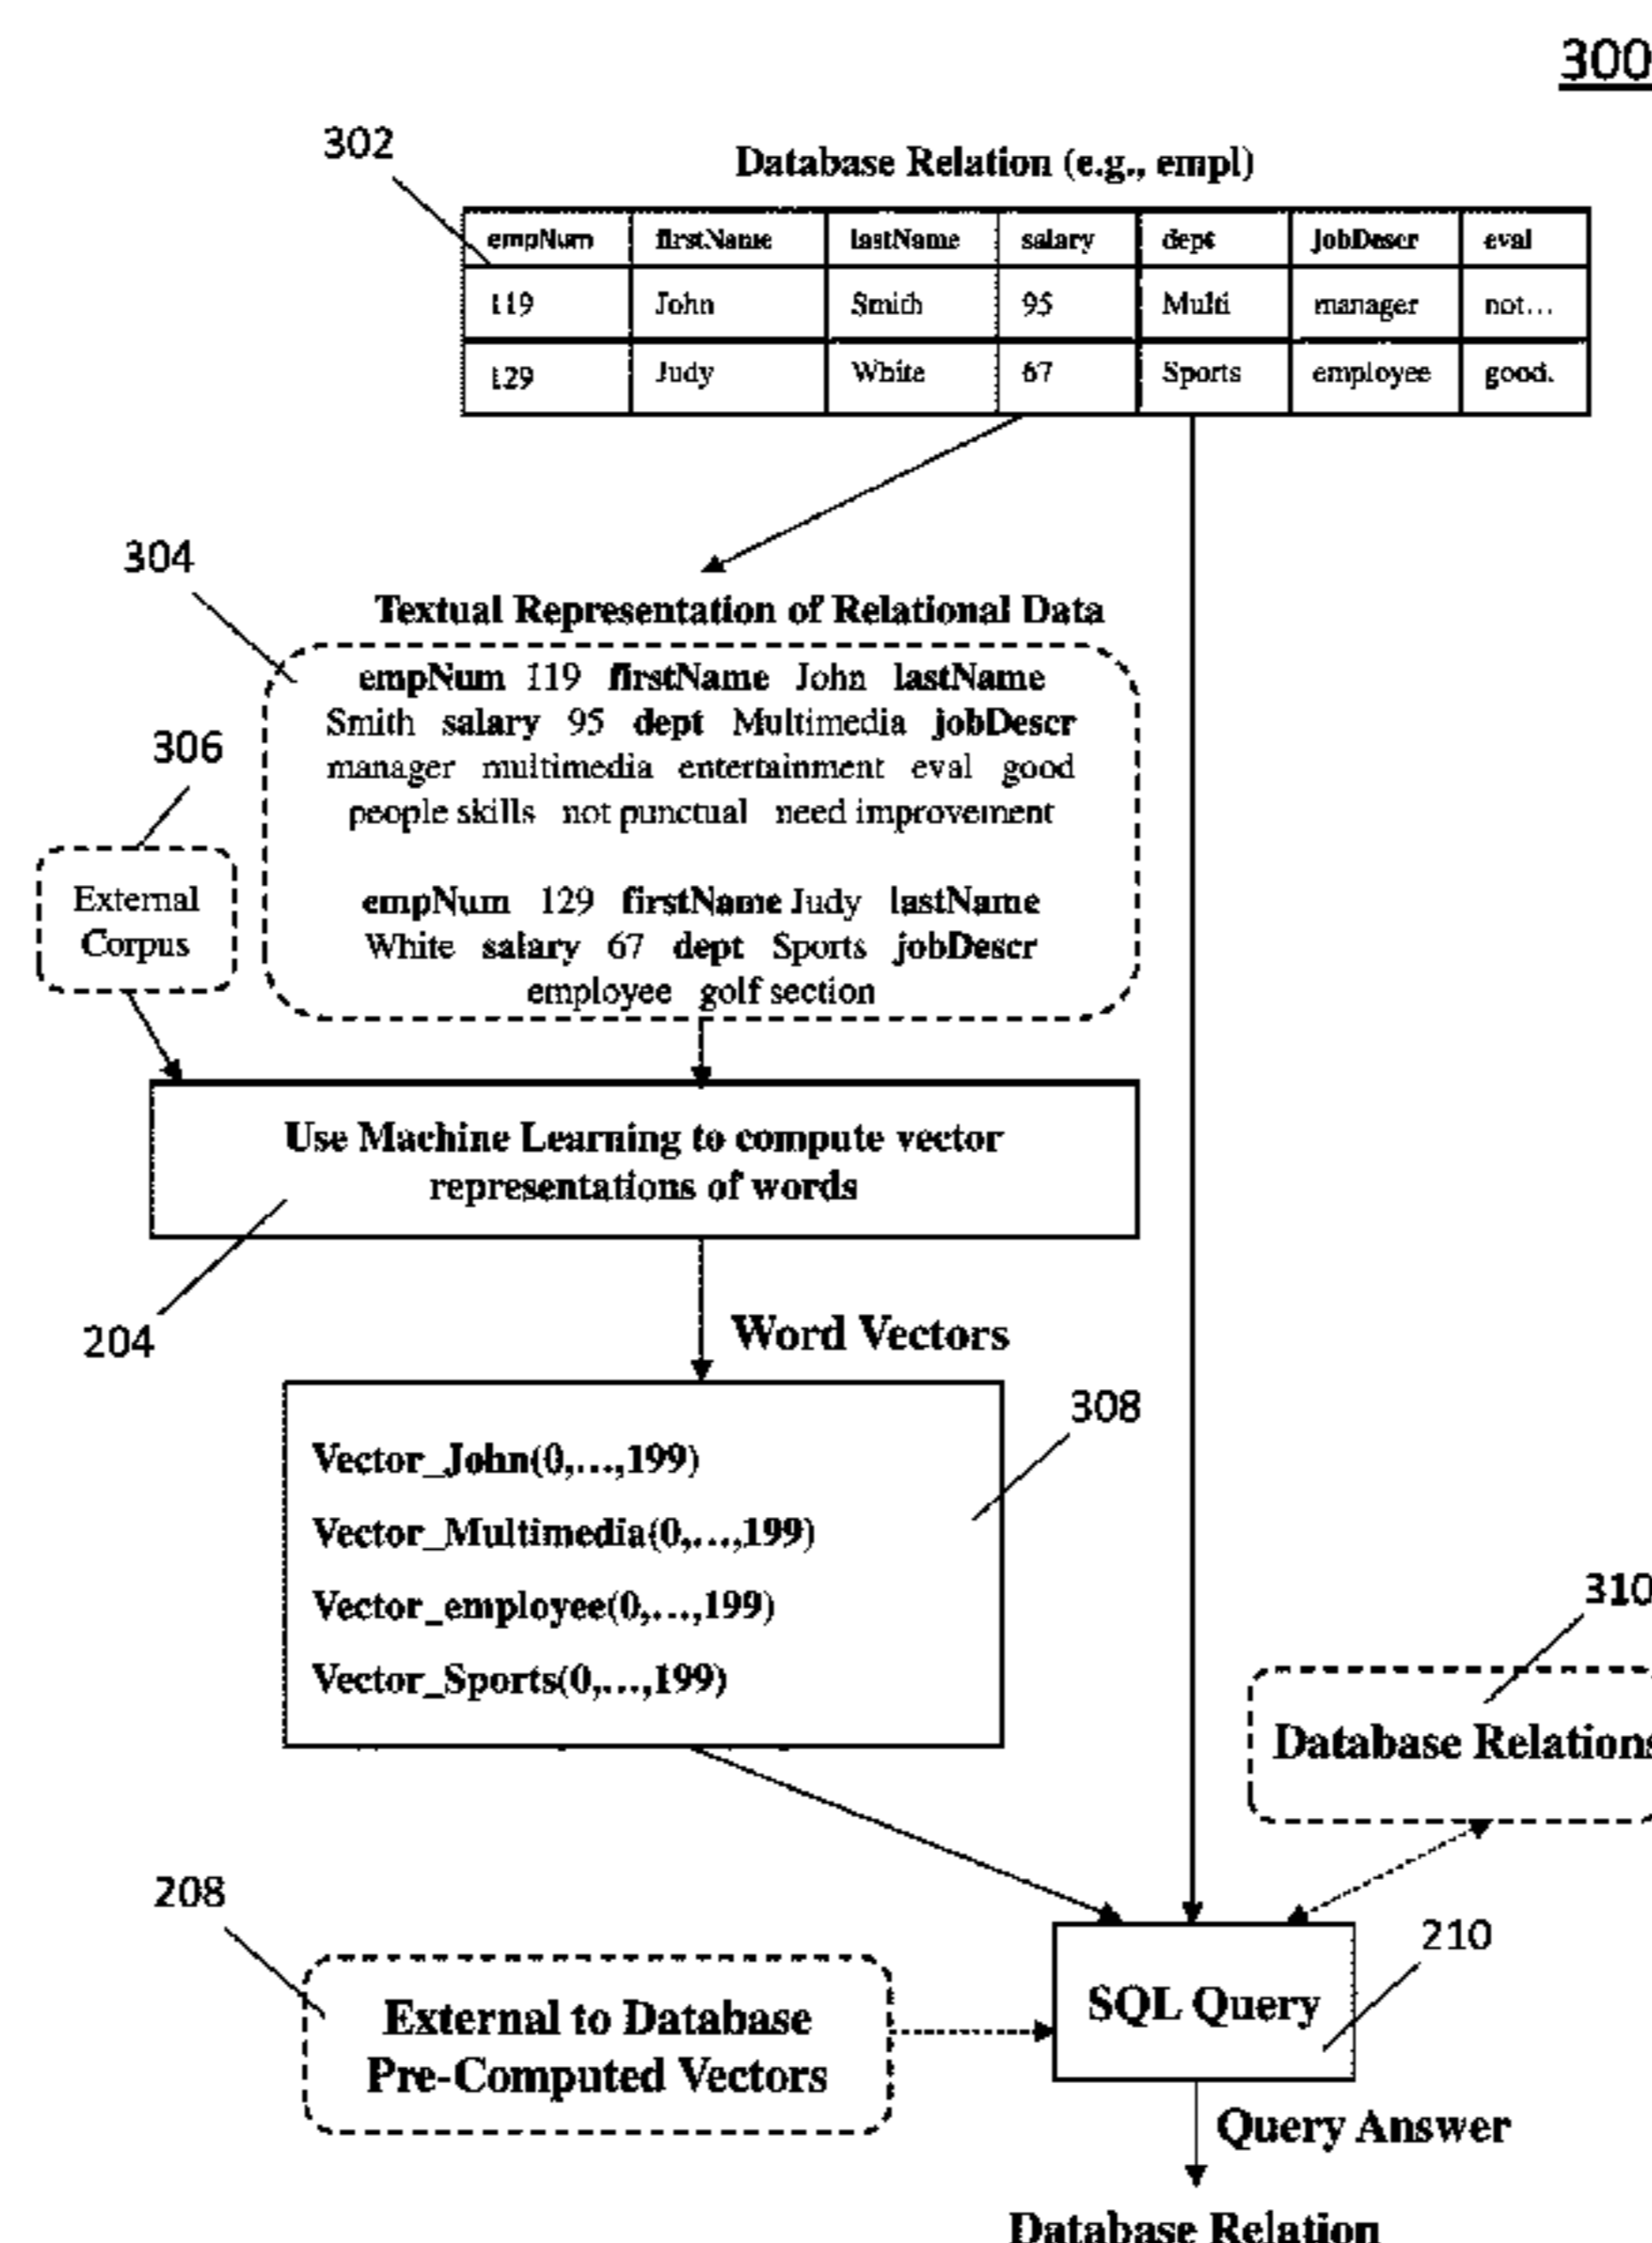 300
302
Database Relation (e.g., empl)
empNum firstName lastName salary dept JobDescr eval
119 John Smith 95 Multi manager not...
129 Judy White 67 Sports employee good.
304
Textual Representation of Relational Data
empNum 119 firstName John lastName
Smith salary 95 dept Multimedia jobDescr
manager multimedia entertainment eval good
people skills not punctual need improvement
306
External
Corpus
empNum 129 firstName Judy lastName
White salary 67 dept Sports jobDescr
employee golf section
Use Machine Learning to compute vector
representations of words
204
Word Vectors
308
Vector_John(0,...,199)
Vector_Multimedia(0,...,199)
Vector_employee(0,...,199)
Vector_Sports(0,...,199)
310
Database Relations
208
210
External to Database
Pre-Computed Vectors
SQL Query
Query Answer
Database Relation